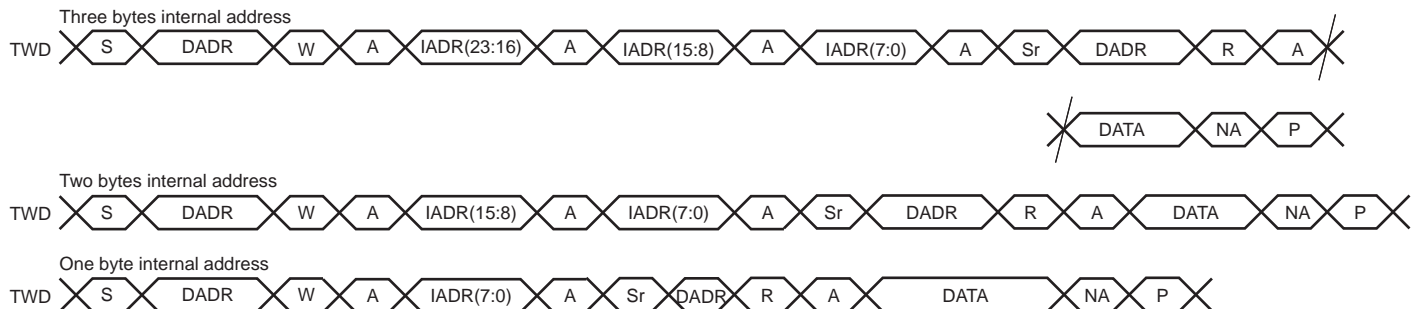 Three bytes internal address
TWD S DADR W A IADR(23:16) A IADR(15:8) A IADR(7:0) A Sr DADR R A
DATA NA P
Two bytes internal address
TWD S DADR W A IADR(15:8) A IADR(7:0) A Sr DADR R A DATA NA P
One byte internal address
TWD S DADR W A IADR(7:0) A Sr DADR R A DATA NA P